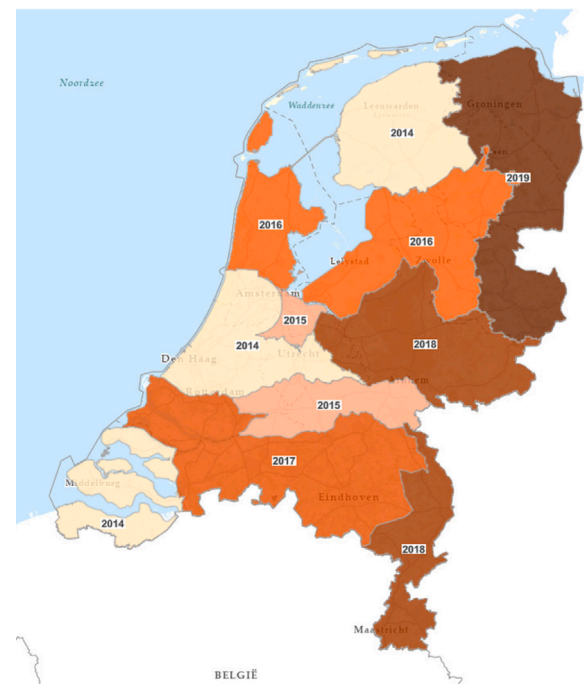 Noordzee
Waddenzee
Leeuwarden
Groningen
2014
2019
2016
2016
Lelystad
Zwolle
Amsterdam
2015
2014
Utrecht
2018
Den Haag
Arnhem
Rotterdam
2015
2017
Middelburg
Eindhoven
2014
2018
Maastricht
BELGIË